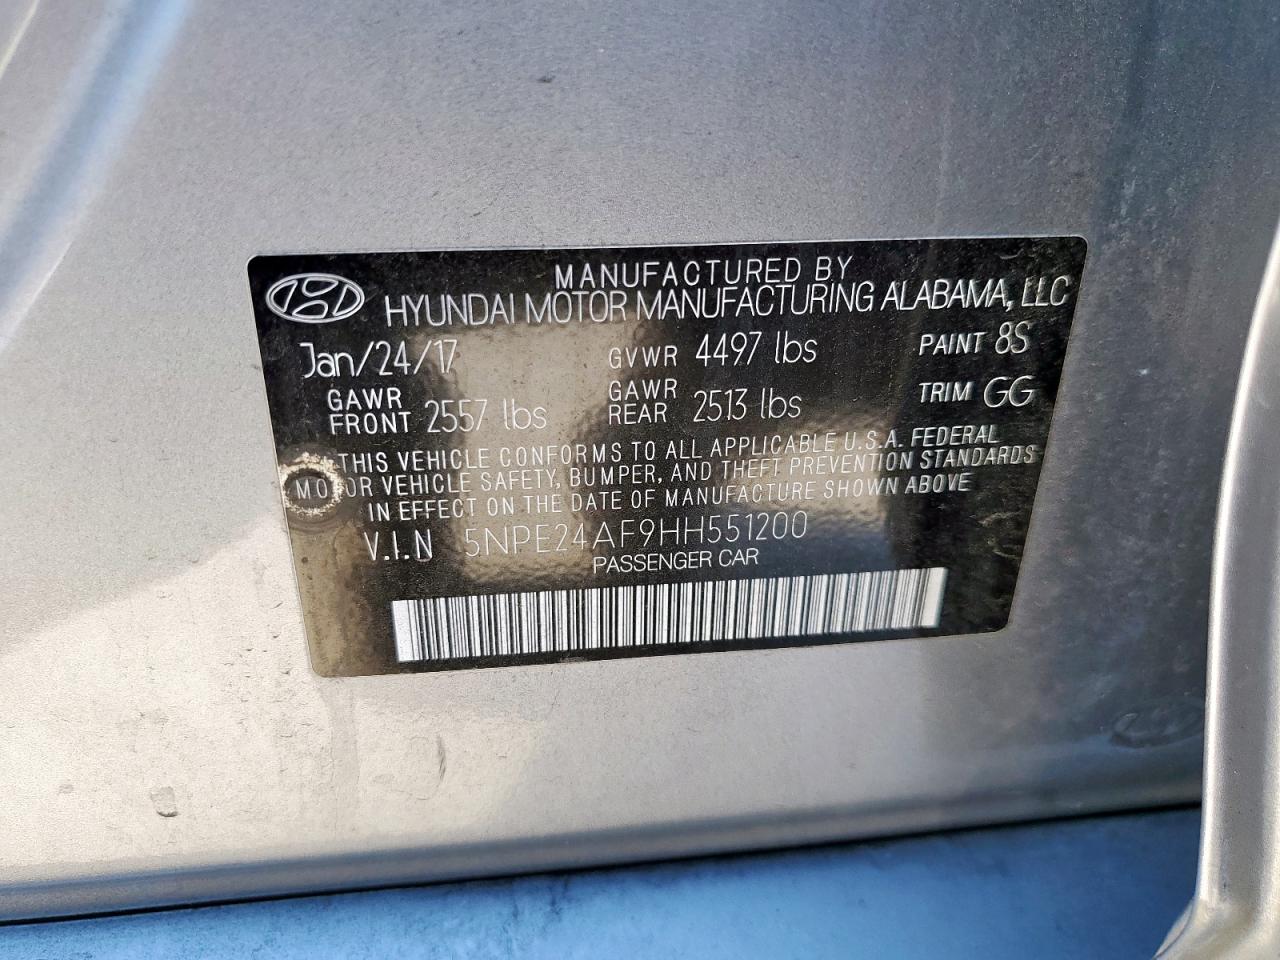 MANUFACTURED BY
HYUNDAI MOTOR MANUFACTURING ALABAMA, LLC
Jan/24/17 GVWR 4497 lbs PAINT 8S
GAWR FRONT 2557 lbs GAWR REAR 2513 lbs TRIM GG
THIS VEHICLE CONFORMS TO ALL APPLICABLE U.S.A. FEDERAL
MOTOR VEHICLE SAFETY, BUMPER, AND THEFT PREVENTION STANDARDS
IN EFFECT ON THE DATE OF MANUFACTURE SHOWN ABOVE
V.I.N 5NPE24AF9HH551200
PASSENGER CAR